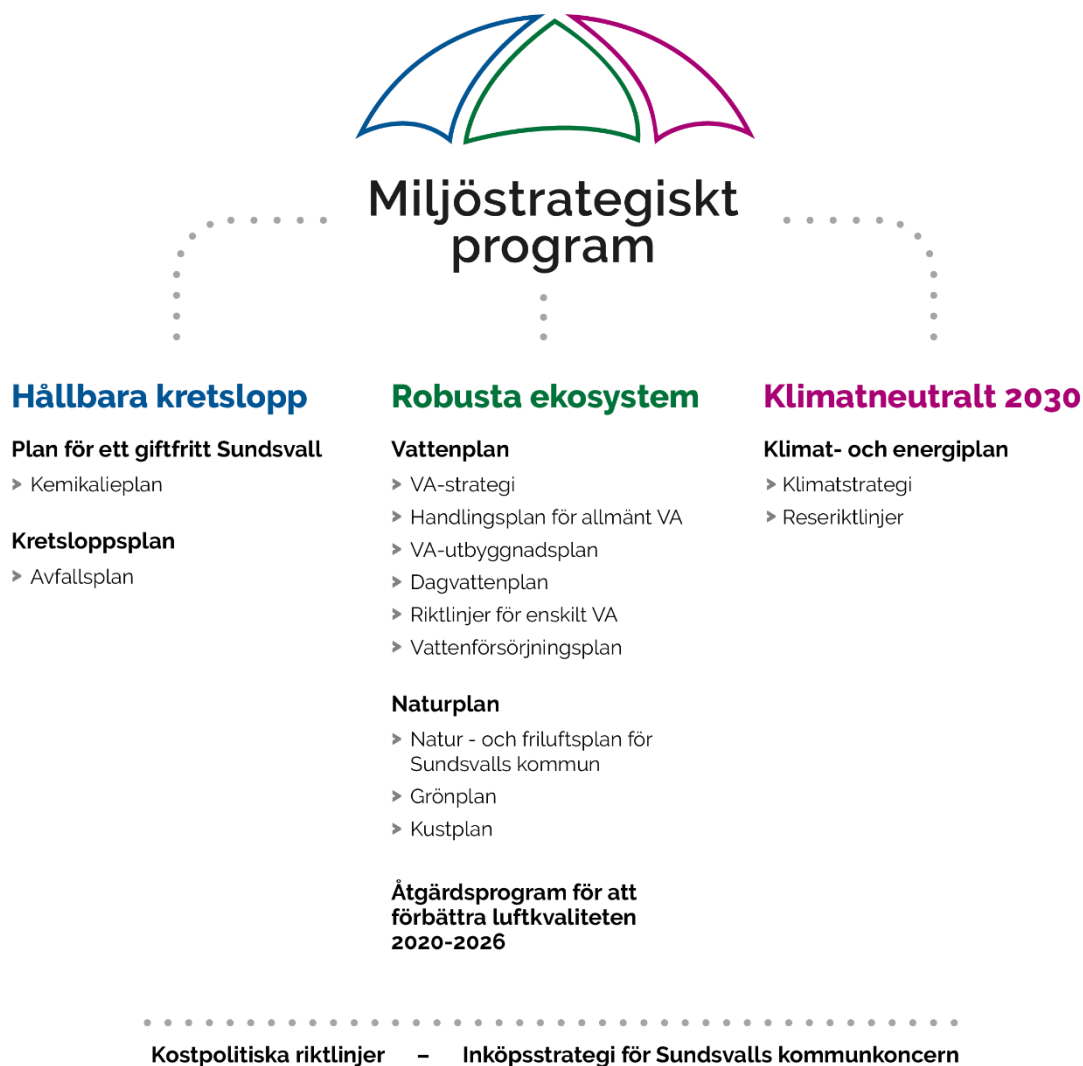 Miljöstrategiskt
program
Hållbara kretslopp
Plan för ett giftfritt Sundsvall
> Kemikalieplan
Kretsloppsplan
> Avfallsplan
Robusta ekosystem
Vattenplan
> VA-strategi
> Handlingsplan för allmänt VA
> VA-utbyggnadsplan
> Dagvattenplan
> Riktlinjer för enskilt VA
> Vattenförsörjningsplan
Naturplan
> Natur - och friluftsplan för
Sundsvalls kommun
> Grönplan
> Kustplan
Åtgärdsprogram för att
förbättra luftkvaliteten
2020-2026
Klimatneutralt 2030
Klimat- och energiplan
> Klimatstrategi
> Reseriktlinjer
Kostpolitiska riktlinjer – Inköpsstrategi för Sundsvalls kommunkoncern